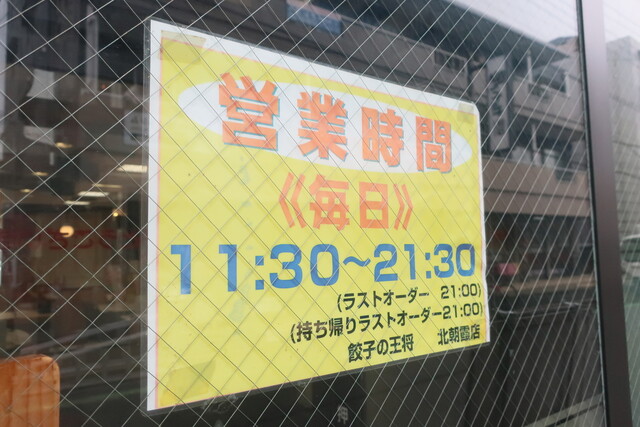 営業時間
《毎日》
11:30～21:30
(ラストオーダー 21:00)
(持ち帰りラストオーダー21:00)
餃子の王将 北朝霞店